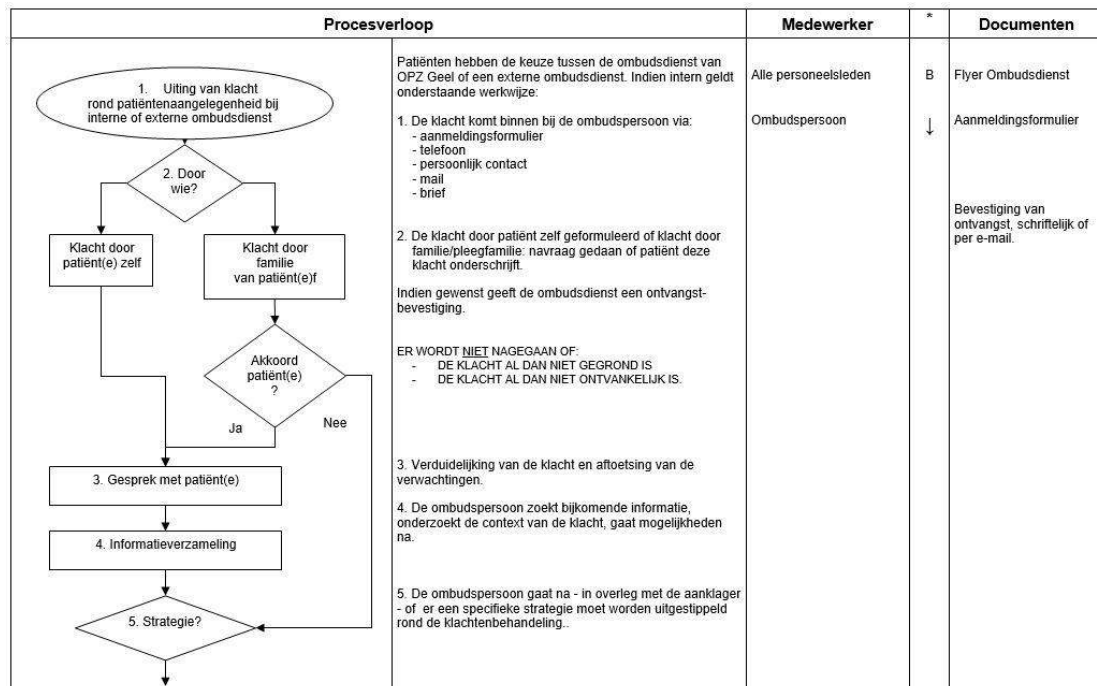 Procesverloop
Medewerker
*
Documenten
1. Uiting van klacht
rond patiëntenaangelegenheid bij
interne of externe ombudsdienst
2. Door
wie?
Klacht door
patiënt(e) zelf
Klacht door
familie
van patiënt(e)f
Akkoord
patiënt(e)
?
Ja
Nee
3. Gesprek met patiënt(e)
4. Informatieverzameling
5. Strategie?
Patiënten hebben de keuze tussen de ombudsdienst van
OPZ Geel of een externe ombudsdienst. Indien intern geldt
onderstaande werkwijze:
1. De klacht komt binnen bij de ombudspersoon via:
- aanmeldingsformulier
- telefoon
- persoonlijk contact
- mail
- brief
2. De klacht door patiënt zelf geformuleerd of klacht door
familie/pleegfamilie: navraag gedaan of patiënt deze
klacht onderschrijft.
Indien gewenst geeft de ombudsdienst een ontvangst-
bevestiging.
ER WORDT NIET NAGEGAAN OF:
- DE KLACHT AL DAN NIET GEGROND IS
- DE KLACHT AL DAN NIET ONTVANKELIJK IS.
3. Verduidelijking van de klacht en aftoetsing van de
verwachtingen.
4. De ombudspersoon zoekt bijkomende informatie,
onderzoekt de context van de klacht, gaat mogelijkheden
na.
5. De ombudspersoon gaat na - in overleg met de aanklager
- of er een specifieke strategie moet worden uitgestippeld
rond de klachtenbehandeling..
Alle personeelsleden
Ombudspersoon
B
↓
Flyer Ombudsdienst
Aanmeldingsformulier
Bevestiging van
ontvangst, schriftelijk of
per e-mail.